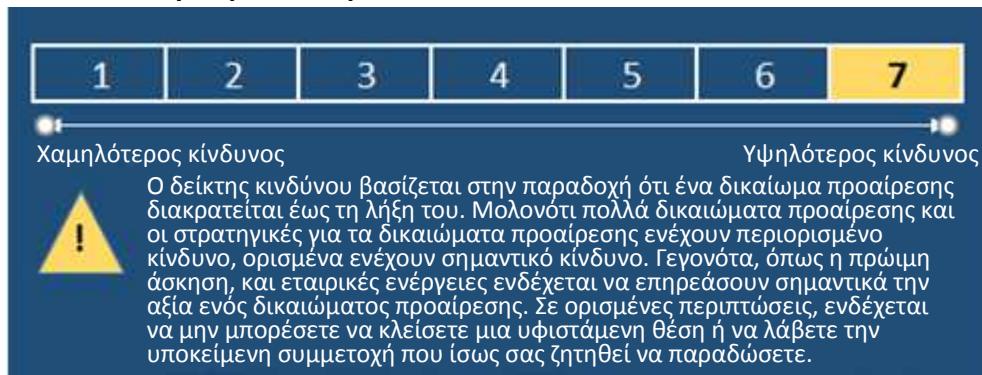 1 2 3 4 5 6 7
Χαμηλότερος κίνδυνος Υψηλότερος κίνδυνος
Ο δείκτης κινδύνου βασίζεται στην παραδοχή ότι ένα δικαίωμα προαίρεσης
διακρατείται έως τη λήξη του. Μολονότι πολλά δικαιώματα προαίρεσης και
οι στρατηγικές για τα δικαιώματα προαίρεσης ενέχουν περιορισμένο
κίνδυνο, ορισμένα ενέχουν σημαντικό κίνδυνο. Γεγονότα, όπως η πρώιμη
άσκηση, και εταιρικές ενέργειες ενδέχεται να επηρεάσουν σημαντικά την
αξία ενός δικαιώματος προαίρεσης. Σε ορισμένες περιπτώσεις, ενδέχεται
να μην μπορέσετε να κλείσετε μια υφιστάμενη θέση ή να λάβετε την
υποκείμενη συμμετοχή που ίσως σας ζητηθεί να παραδώσετε.